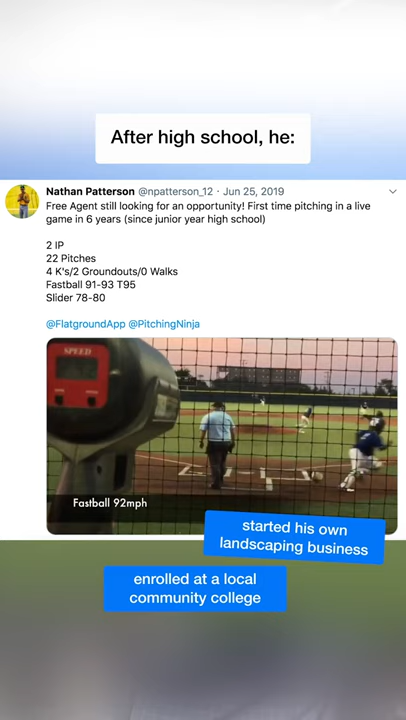 After high school, he:
Nathan Patterson @npatterson_12 · Jun 25, 2019
Free Agent still looking for an opportunity! First time pitching in a live
game in 6 years (since junior year high school)
2 IP
22 Pitches
4 K's/2 Groundouts/0 Walks
Fastball 91-93 T95
Slider 78-80
@FlatgroundApp @PitchingNinja
SPEED
Fastball 92mph
started his own
landscaping business
enrolled at a local
community college